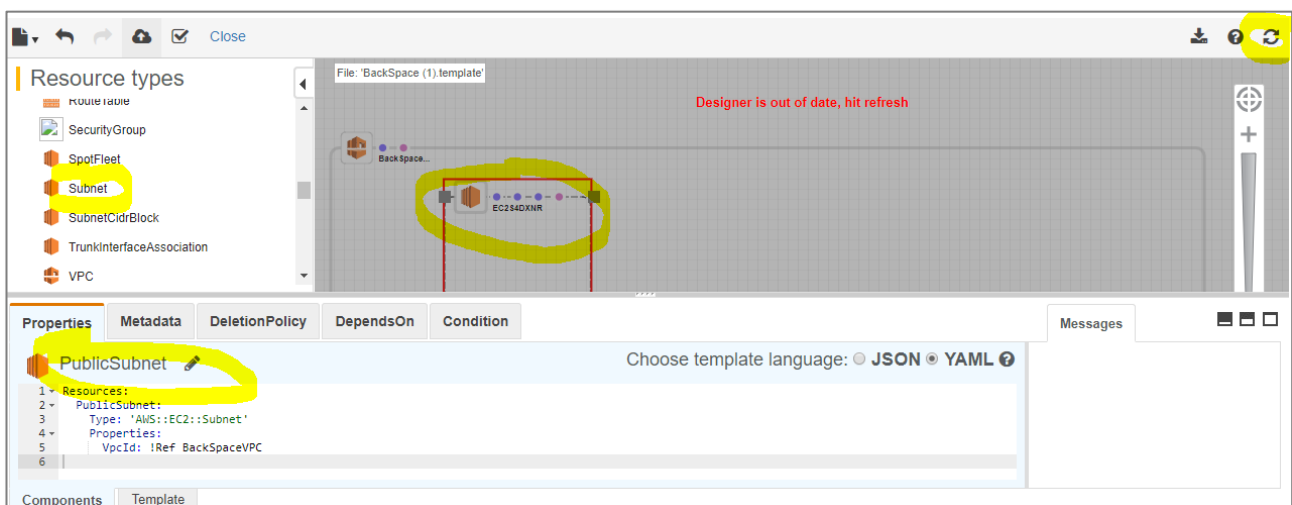 Close
Resource types
RouteTable
SecurityGroup
SpotFleet
Subnet
SubnetCidrBlock
TrunkInterfaceAssociation
VPC
File: 'BackSpace (1).template'
Designer is out of date, hit refresh
BackSpace...
EC2S4DXNR
Properties
Metadata
DeletionPolicy
DependsOn
Condition
Messages
PublicSubnet
Choose template language: JSON YAML
1 Resources:
2 PublicSubnet:
3 Type: 'AWS::EC2::Subnet'
4 Properties:
5 VpcId: !Ref BackSpaceVPC
6
Components
Template